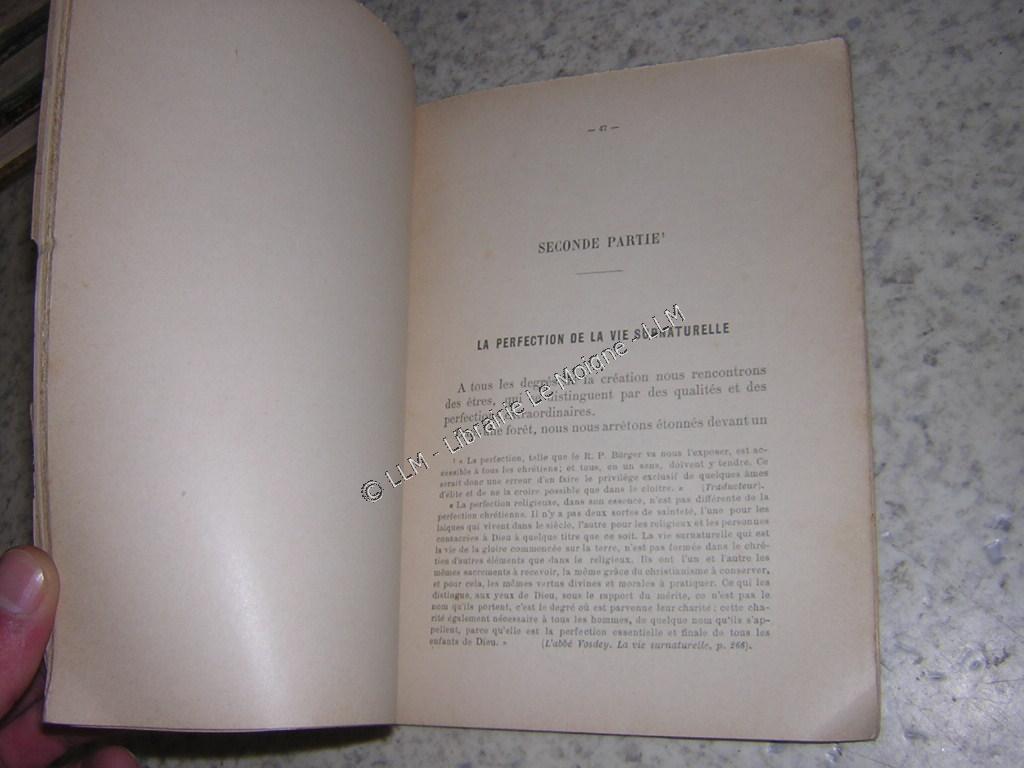 — 47 —
SECONDE PARTIE¹
LA PERFECTION DE LA VIE SURNATURELLE
A tous les degrés la création nous rencontrons
des êtres, qui distinguent par des qualités et des
perfections extraordinaires.
une forêt, nous nous arrêtons étonnés devant un
¹ « La perfection, telle que le R. P. Bürger va nous l'exposer, est ac-
cessible à tous les chrétiens; et tous, en un sens, doivent y tendre. Ce
serait donc une erreur d'en faire le privilège exclusif de quelques âmes
d'élite et de ne la croire possible que dans le cloître. » (Traducteur).
« La perfection religieuse, dans son essence, n'est pas différente de la
perfection chrétienne. Il n'y a pas deux sortes de sainteté, l'une pour les
laïques qui vivent dans le siècle, l'autre pour les religieux et les personnes
consacrées à Dieu à quelque titre que ce soit. La vie surnaturelle qui est
la vie de la gloire commencée sur la terre, n'est pas formée dans le chré-
tien d'autres éléments que dans le religieux. Ils ont l'un et l'autre les
mêmes sacrements à recevoir, la même grâce du christianisme à conserver,
et pour cela, les mêmes vertus divines et morales à pratiquer. Ce qui les
distingue, aux yeux de Dieu, sous le rapport du mérite, ce n'est pas le
nom qu'ils portent, c'est le degré où est parvenue leur charité; cette cha-
rité également nécessaire à tous les hommes, de quelque nom qu'ils s'ap-
pellent, parce qu'elle est la perfection essentielle et finale de tous les
enfants de Dieu. » (L'abbé Vosdey. La vie surnaturelle, p. 266).
© LLM - Librairie Le Moigne - LLM